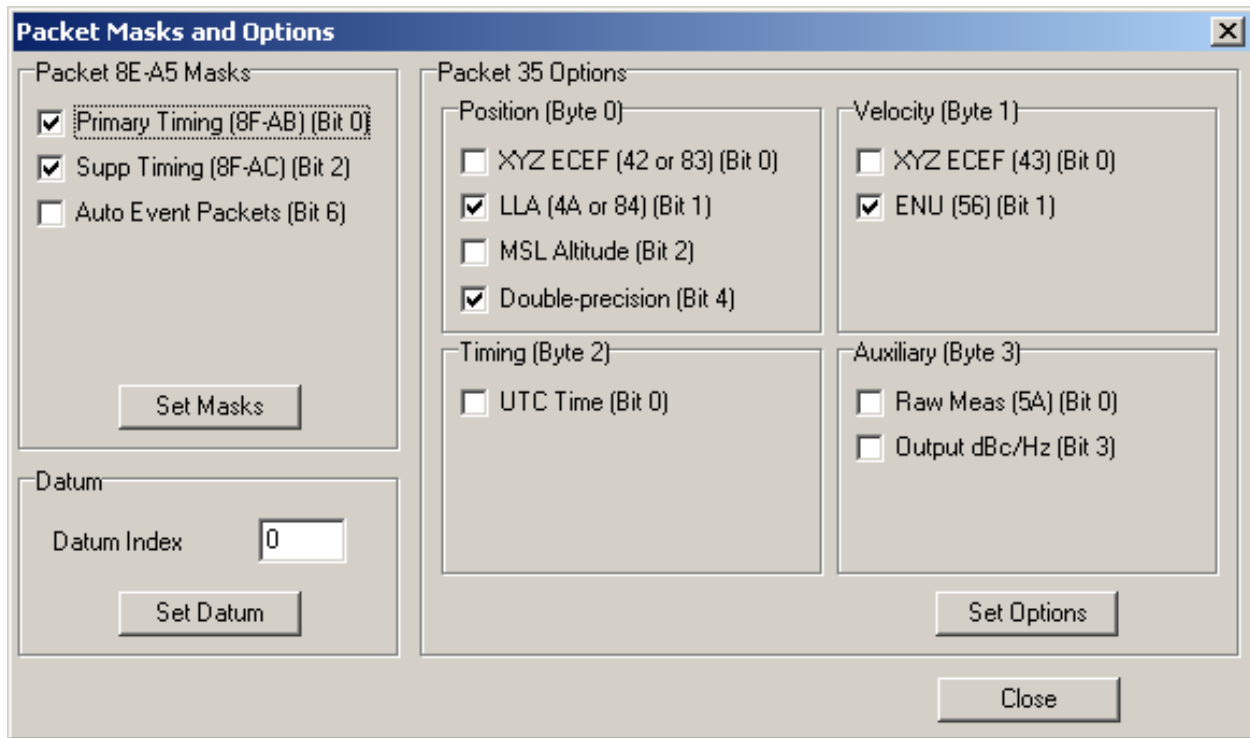 Packet Masks and Options
Packet 8E-A5 Masks
Primary Timing (8F-AB) (Bit 0)
Supp Timing (8F-AC) (Bit 2)
Auto Event Packets (Bit 6)
Set Masks
Datum
Datum Index 0
Set Datum
Packet 35 Options
Position (Byte 0)
XYZ ECEF (42 or 83) (Bit 0)
LLA (4A or 84) (Bit 1)
MSL Altitude (Bit 2)
Double-precision (Bit 4)
Velocity (Byte 1)
XYZ ECEF (43) (Bit 0)
ENU (56) (Bit 1)
Timing (Byte 2)
UTC Time (Bit 0)
Auxiliary (Byte 3)
Raw Meas (5A) (Bit 0)
Output dBc/Hz (Bit 3)
Set Options
Close